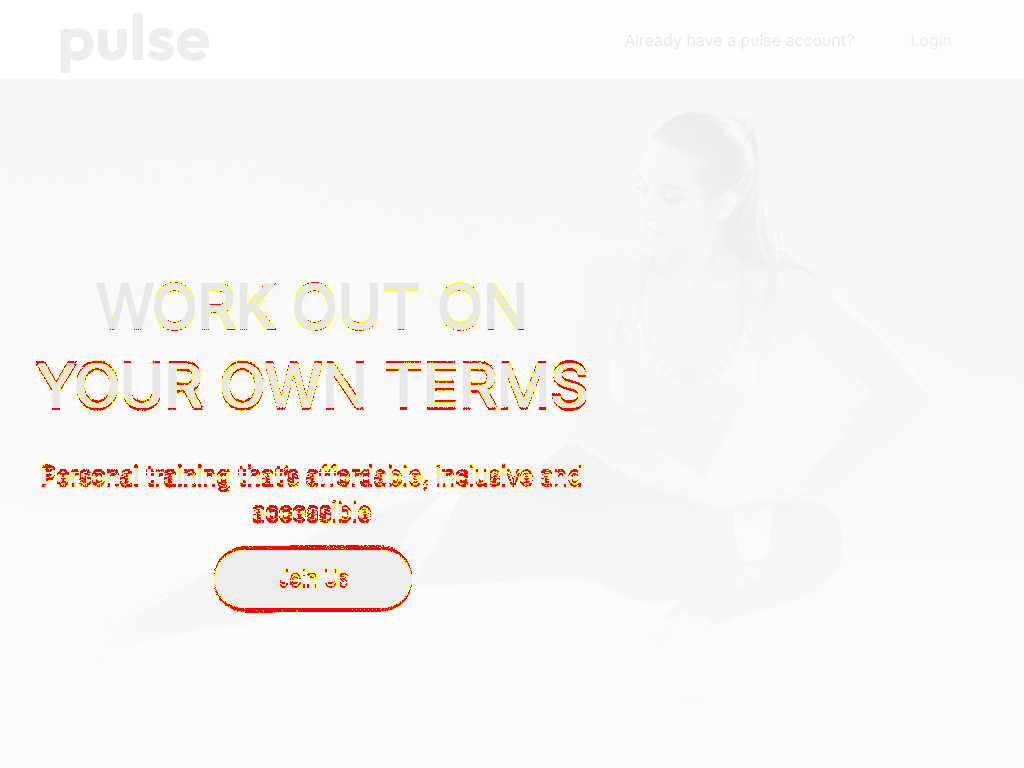 pulse
Already have a pulse account?
Login
WORK OUT ON
YOUR OWN TERMS
Personal training that's affordable, inclusive and
accessible
Join Us